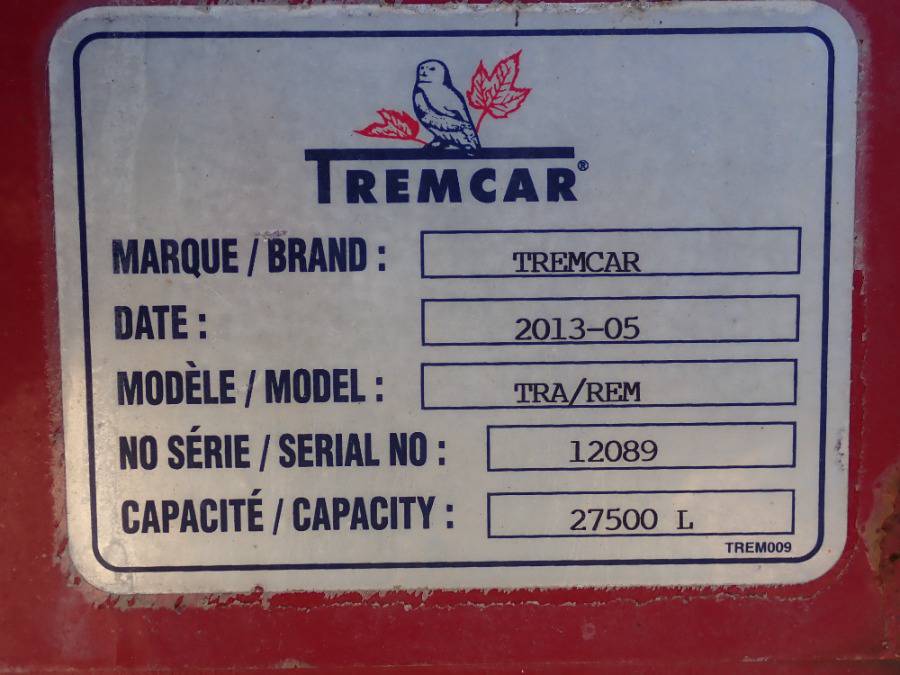 TREMCAR®
MARQUE / BRAND : TREMCAR
DATE : 2013-05
MODÈLE / MODEL : TRA/REM
NO SÉRIE / SERIAL NO : 12089
CAPACITÉ / CAPACITY : 27500 L
TREM009